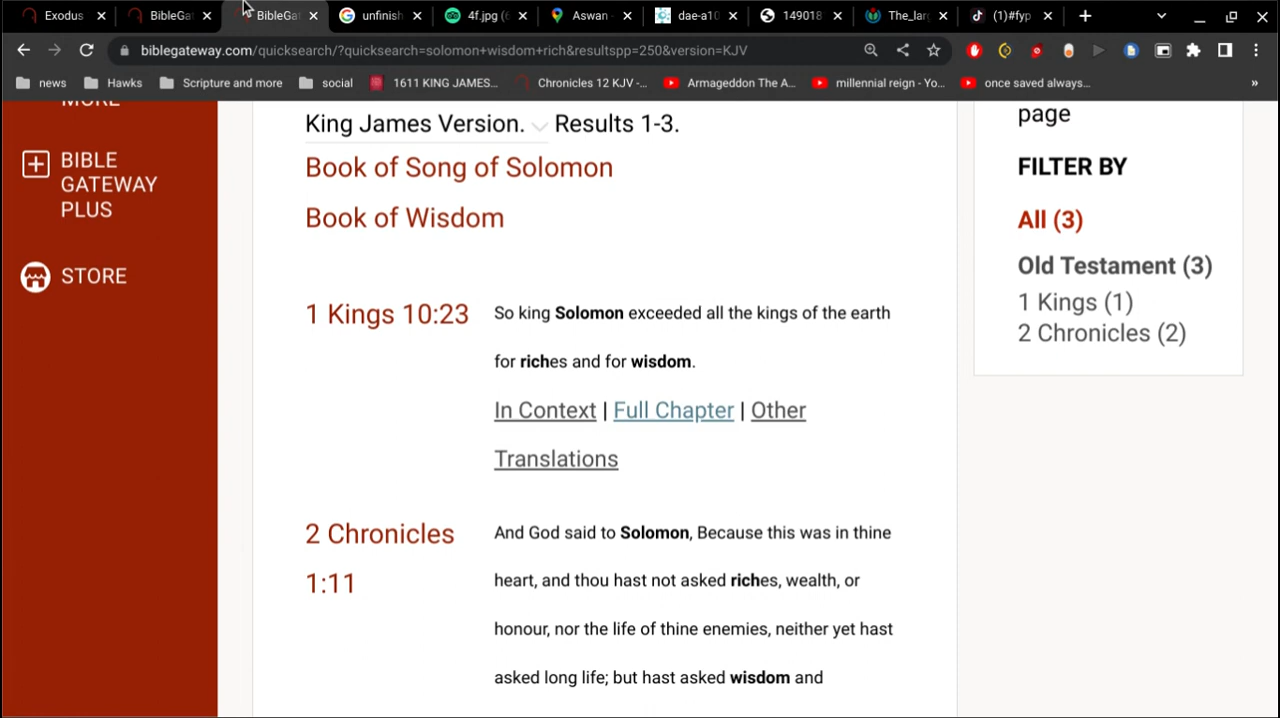 Exodus
BibleGat
BibleGat
unfinish
4f.jpg (
Aswan -
dae-a10
149018
The_lar
(1)#fyp
biblegateway.com/quicksearch/?quicksearch=solomon+wisdom+rich&resultspp=250&version=KJV
news
Hawks
Scripture and more
social
1611 KING JAMES...
Chronicles 12 KJV -...
Armageddon The A...
millennial reign - Yo...
once saved always...
»
MORE
BIBLE
GATEWAY
PLUS
STORE
King James Version. Results 1-3.
Book of Song of Solomon
Book of Wisdom
1 Kings 10:23
So king Solomon exceeded all the kings of the earth
for riches and for wisdom.
In Context | Full Chapter | Other
Translations
2 Chronicles
1:11
And God said to Solomon, Because this was in thine
heart, and thou hast not asked riches, wealth, or
honour, nor the life of thine enemies, neither yet hast
asked long life; but hast asked wisdom and
page
FILTER BY
All (3)
Old Testament (3)
1 Kings (1)
2 Chronicles (2)